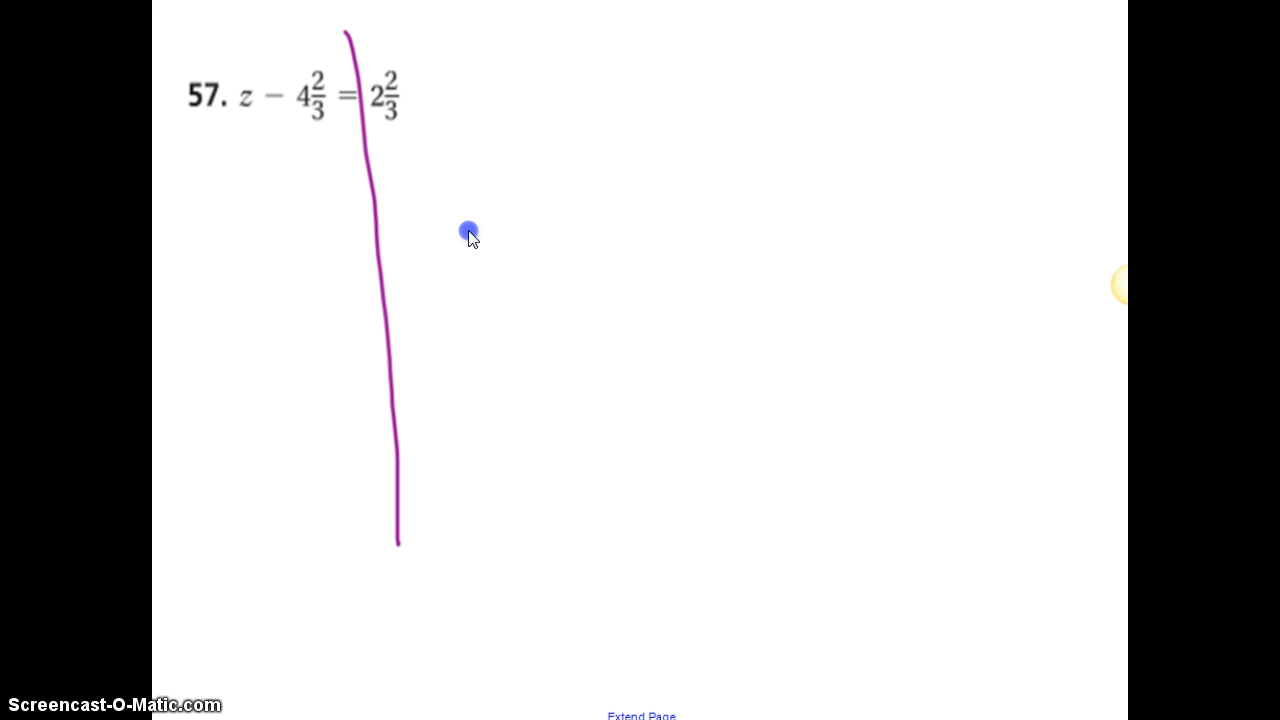 57. z − 4 2/3 = 2 2/3
Extend Page
Screencast-O-Matic.com